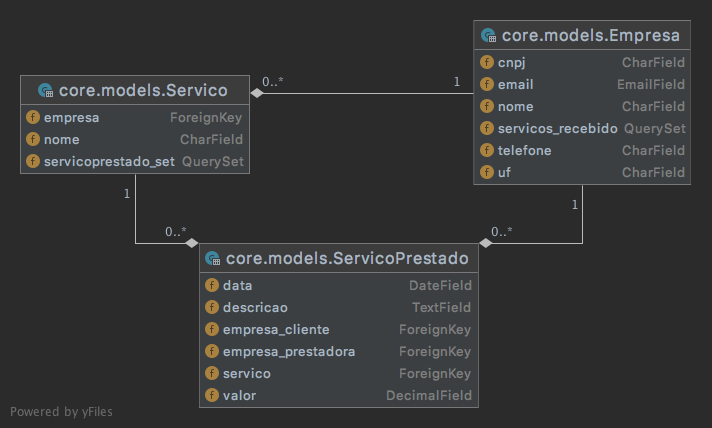 core.models.Empresa
cnpj CharField
email EmailField
nome CharField
servicos_recebido QuerySet
telefone CharField
uf CharField
0..* 1
core.models.Servico
empresa ForeignKey
nome CharField
servicoprestado_set QuerySet
1 1
0..* 0..*
core.models.ServicoPrestado
data DateField
descricao TextField
empresa_cliente ForeignKey
empresa_prestadora ForeignKey
servico ForeignKey
valor DecimalField
Powered by yFiles